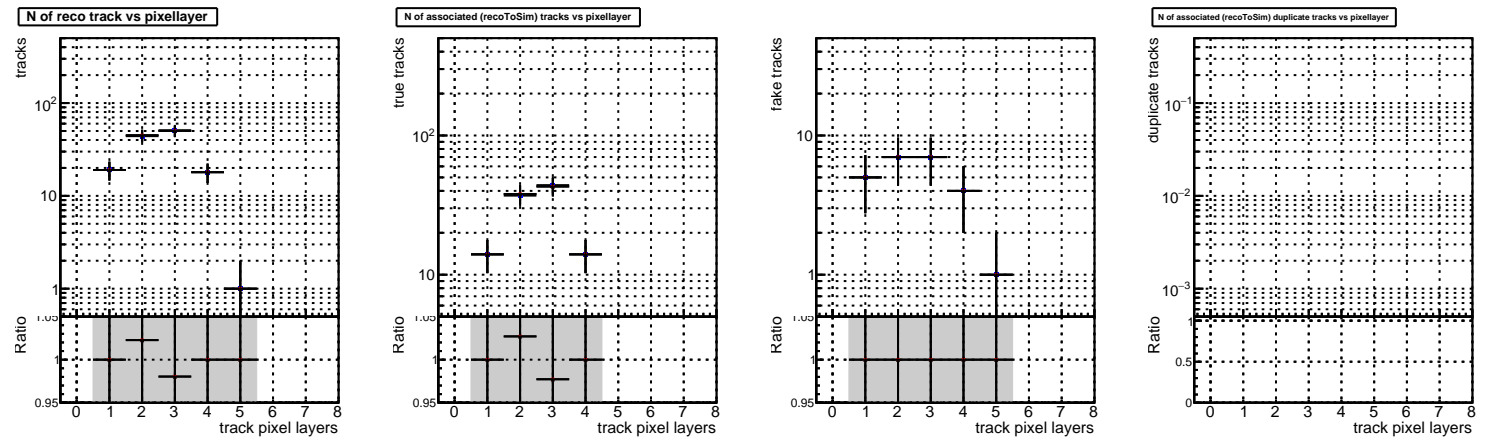 N of reco track vs pixellayer
tracks
10²
10
1
Ratio
1.05
1
0.95
0 1 2 3 4 5 6 7 8
track pixel layers
N of associated (recoToSim) tracks vs pixellayer
true tracks
10²
10
Ratio
1.05
1
0.95
0 1 2 3 4 5 6 7 8
track pixel layers
fake tracks
10
1
Ratio
1.05
1
0.95
0 1 2 3 4 5 6 7 8
track pixel layers
N of associated (recoToSim) duplicate tracks vs pixellayer
duplicate tracks
10⁻¹
10⁻²
10⁻³
Ratio
1
0.5
0
0 1 2 3 4 5 6 7 8
track pixel layers